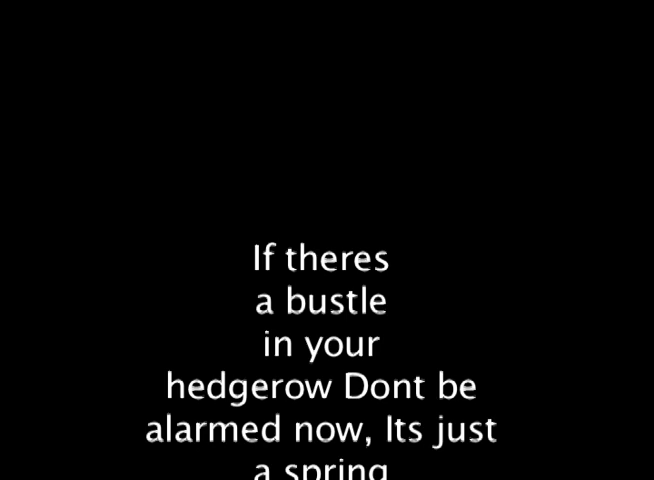 If theres
a bustle
in your
hedgerow Dont be
alarmed now, Its just
a spring